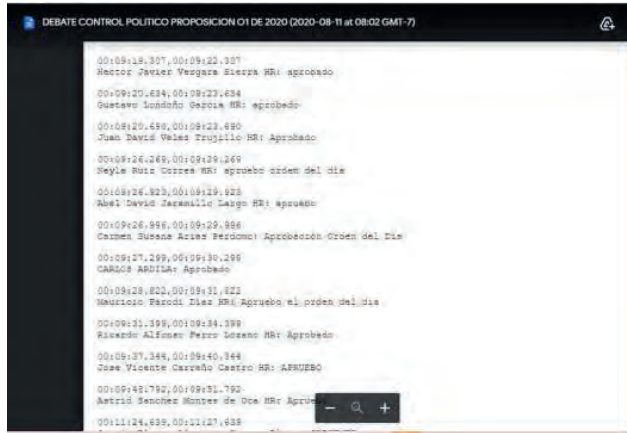 DEBATE CONTROL POLITICO PROPOSICION O1 DE 2020 (2020-08-11 at 08:02 GMT-7)
00:09:19.307,00:09:22.307
Hector Javier Vergara Sierra HR: aprobado
00:09:20.634,00:09:23.634
Gustavo Londoño Garcia HR: aprobado
00:09:20.690,00:09:23.690
Juan David Velez Trujillo HR: Aprobado
00:09:26.269,00:09:29.269
Neyla Ruiz Correa HR: apruebo orden del dia
00:09:26.923,00:09:29.923
Abel David Jaramillo Largo HR: apruebo
00:09:26.996,00:09:29.996
Carmen Susana Arias Perdomo: Aprobación Orden del Dia
00:09:27.299,00:09:30.299
CARLOS ARDILA: Aprobado
00:09:28.822,00:09:31.822
Mauricio Parodi Diaz HR: Apruebo el orden del dia
00:09:31.399,00:09:34.399
Ricardo Alfonso Ferro Lozano HR: Aprobado
00:09:37.344,00:09:40.344
Jose Vicente Carreño Castro HR: APRUEBO
00:09:48.792,00:09:51.792
Astrid Sanchez Montes de Oca HR: Aprue
00:11:24.639,00:11:27.639